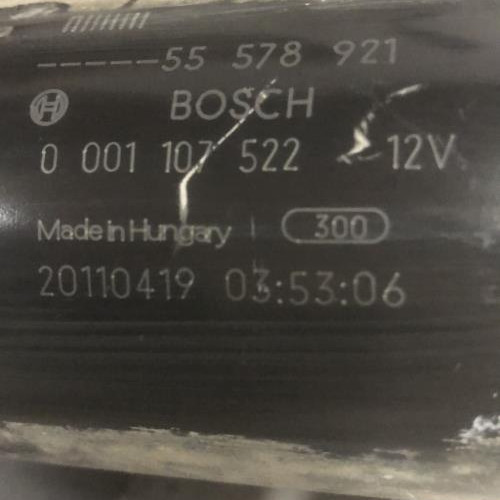 -----55 578 921
BOSCH
0 001 107 522 12V
Made in Hungary 300
20110419 03:53:06